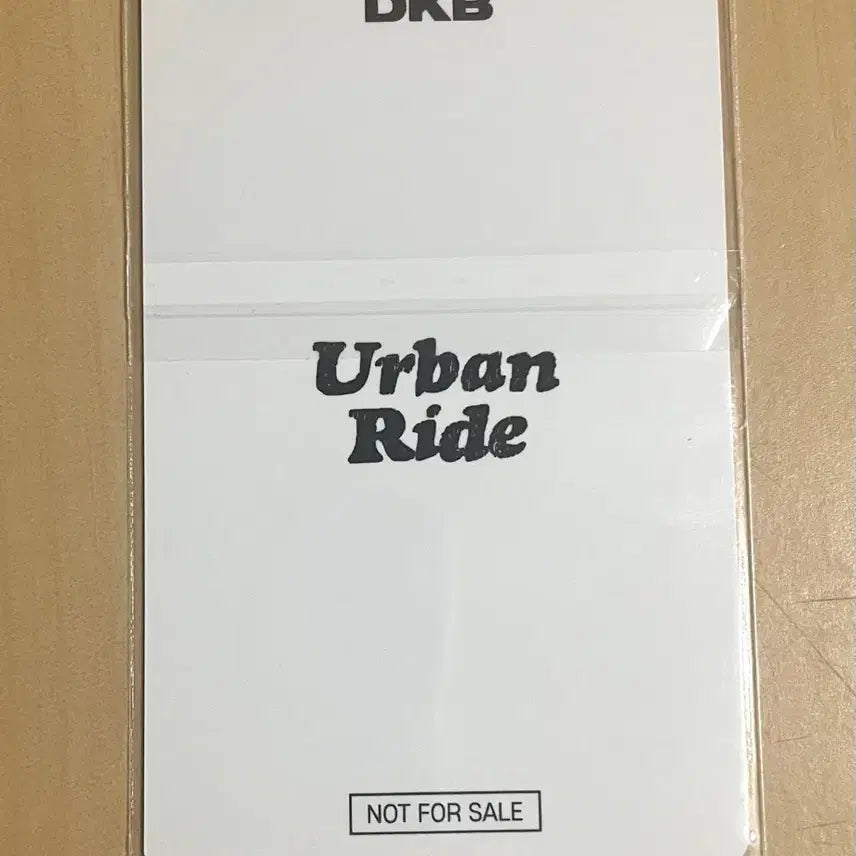 DKB
Urban
Ride
NOT FOR SALE